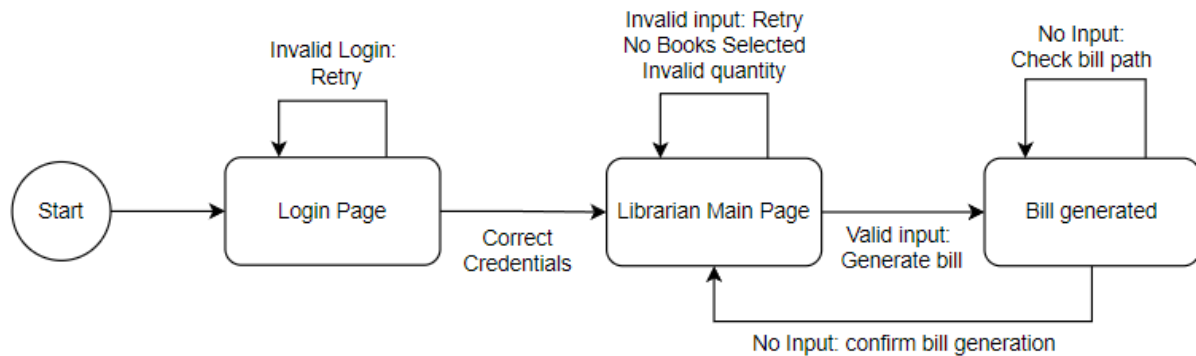 Invalid Login:
Retry
Invalid input: Retry
No Books Selected
Invalid quantity
No Input:
Check bill path
Start
Login Page
Librarian Main Page
Bill generated
Correct
Credentials
Valid input:
Generate bill
No Input: confirm bill generation